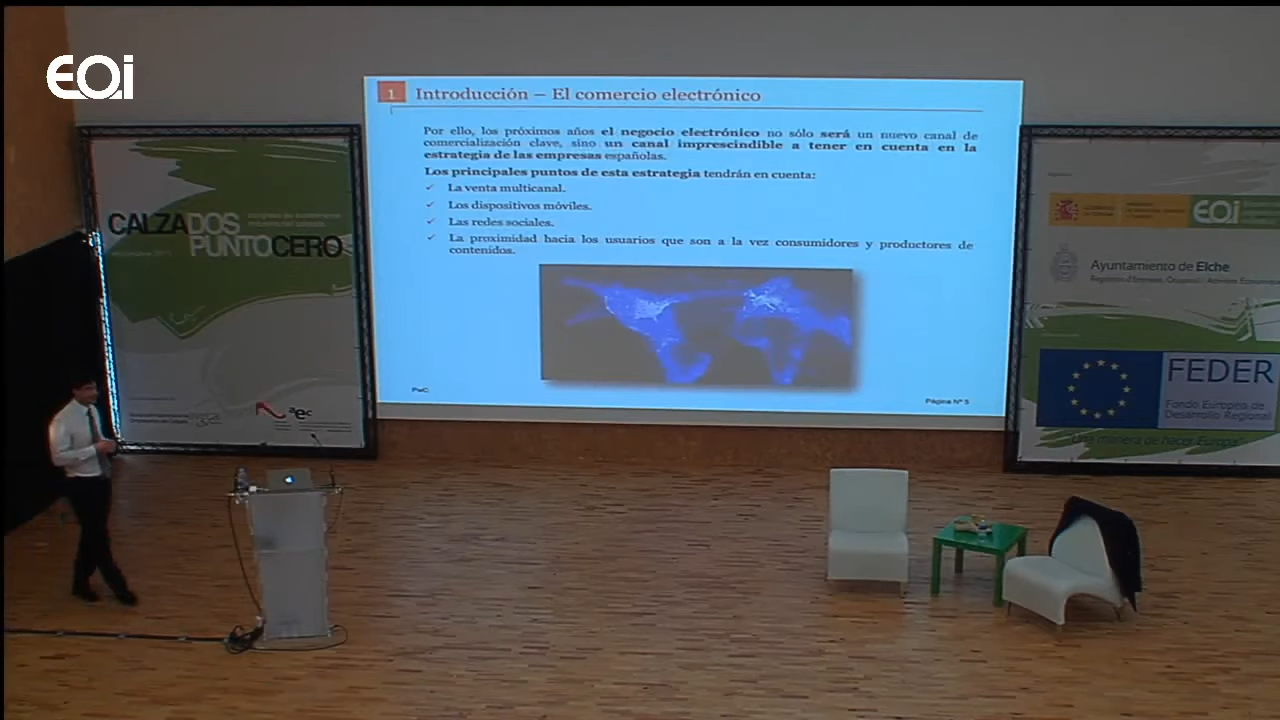 EOi
1 Introducción – El comercio electrónico
Por ello, los próximos años el negocio electrónico no sólo será un nuevo canal de
comercialización clave, sino un canal imprescindible a tener en cuenta en la
estrategia de las empresas españolas.
Los principales puntos de esta estrategia tendrán en cuenta:
✓ La venta multicanal.
✓ Los dispositivos móviles.
✓ Las redes sociales.
✓ La proximidad hacia los usuarios que son a la vez consumidores y productores de
contenidos.
PwC
Página Nº 5
CALZADOS
PUNTOCERO
aec
EOi
Ayuntamiento de Elche
FEDER
Fondo Europeo de
Desarrollo Regional
"Una manera de hacer Europa"